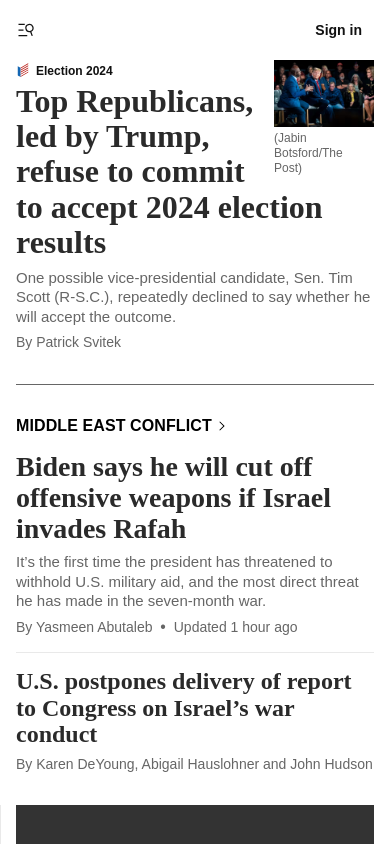 Sign in
Election 2024
Top Republicans,
led by Trump,
refuse to commit
to accept 2024 election
results
(Jabin
Botsford/The
Post)
One possible vice-presidential candidate, Sen. Tim
Scott (R-S.C.), repeatedly declined to say whether he
will accept the outcome.
By Patrick Svitek
MIDDLE EAST CONFLICT
Biden says he will cut off
offensive weapons if Israel
invades Rafah
It’s the first time the president has threatened to
withhold U.S. military aid, and the most direct threat
he has made in the seven-month war.
By Yasmeen Abutaleb • Updated 1 hour ago
U.S. postpones delivery of report
to Congress on Israel’s war
conduct
By Karen DeYoung, Abigail Hauslohner and John Hudson